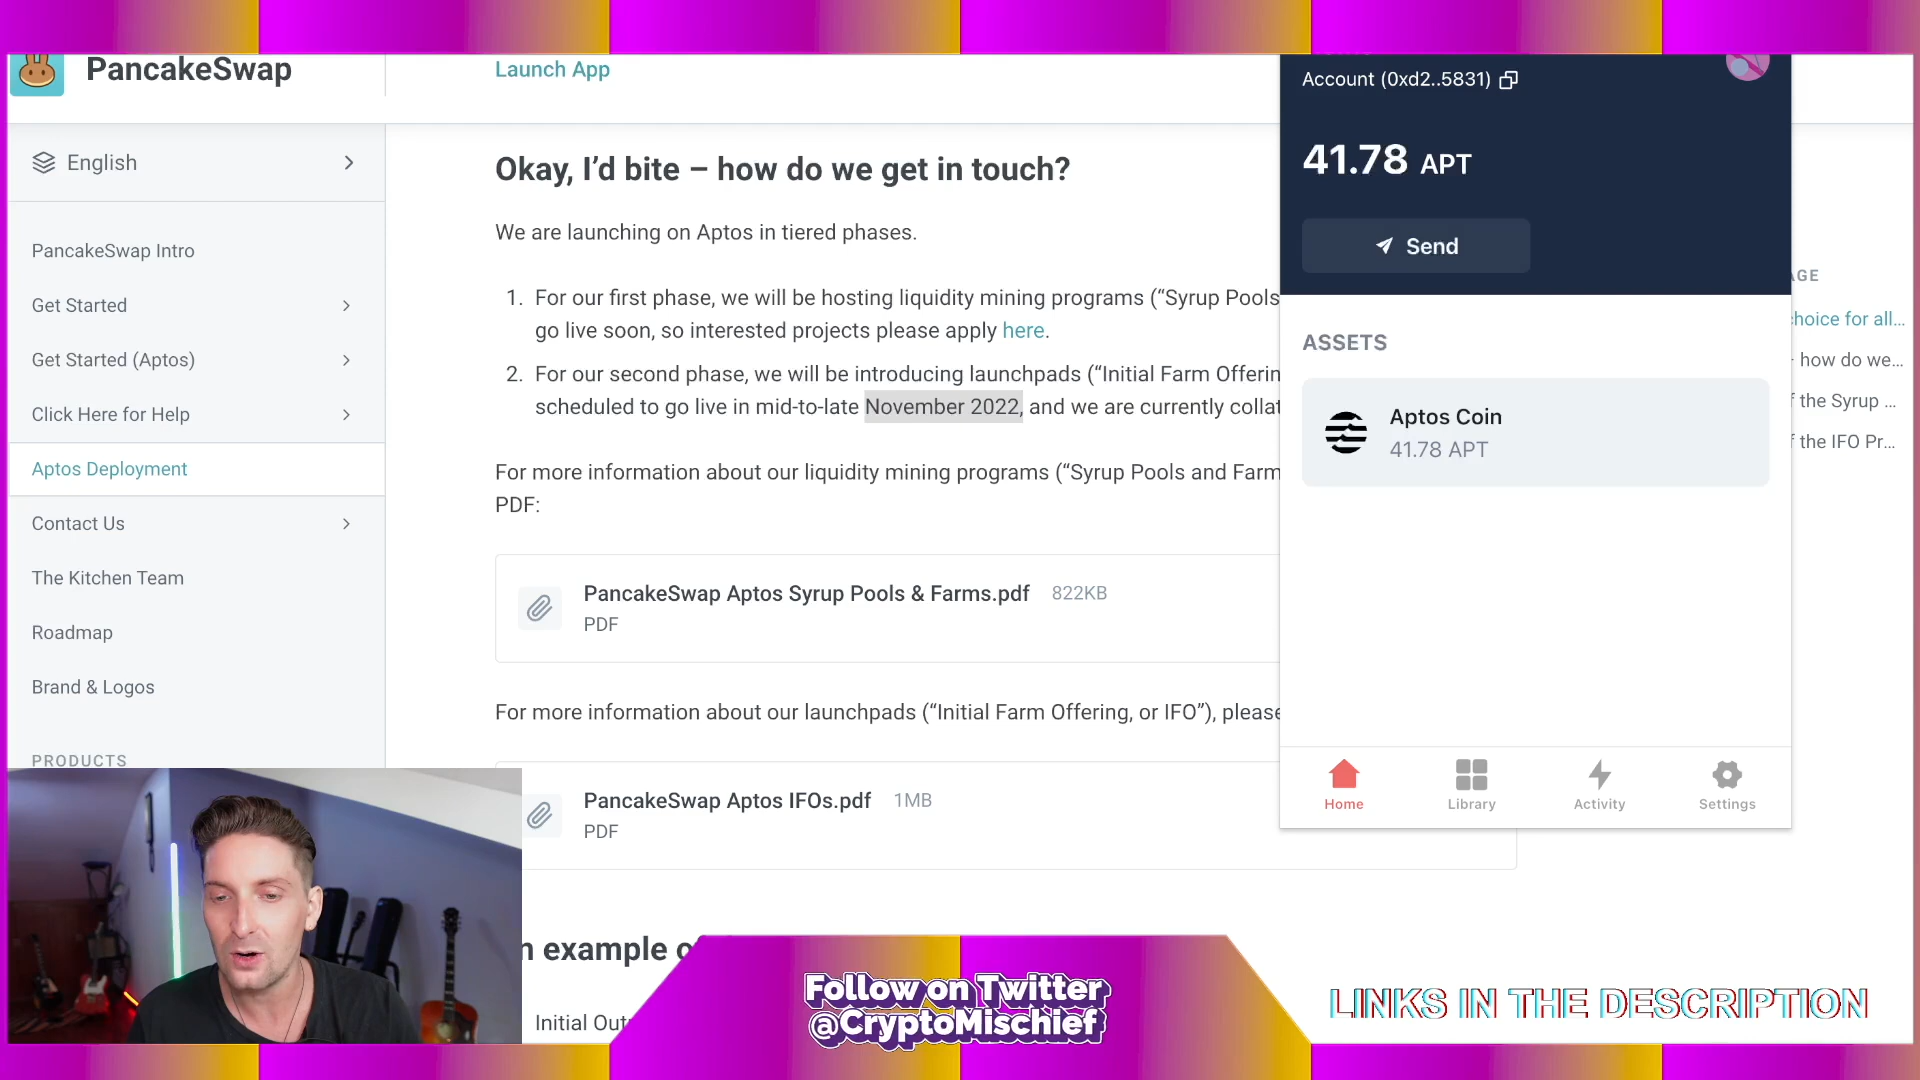 PancakeSwap
Launch App
English
PancakeSwap Intro
Get Started
Get Started (Aptos)
Click Here for Help
Aptos Deployment
Contact Us
The Kitchen Team
Roadmap
Brand & Logos
PRODUCTS
Okay, I’d bite – how do we get in touch?
We are launching on Aptos in tiered phases.
1. For our first phase, we will be hosting liquidity mining programs (“Syrup Pools
go live soon, so interested projects please apply here.
2. For our second phase, we will be introducing launchpads (“Initial Farm Offerin
scheduled to go live in mid-to-late November 2022, and we are currently collat
For more information about our liquidity mining programs (“Syrup Pools and Farm
PDF:
PancakeSwap Aptos Syrup Pools & Farms.pdf 822KB
PDF
For more information about our launchpads (“Initial Farm Offering, or IFO”), please
PancakeSwap Aptos IFOs.pdf 1MB
PDF
n example o
Initial Out
Account (0xd2..5831)
41.78 APT
Send
ASSETS
Aptos Coin
41.78 APT
Home
Library
Activity
Settings
AGE
choice for all...
- how do we...
f the Syrup ...
f the IFO Pr...
Follow on Twitter
@CryptoMischief
LINKS IN THE DESCRIPTION